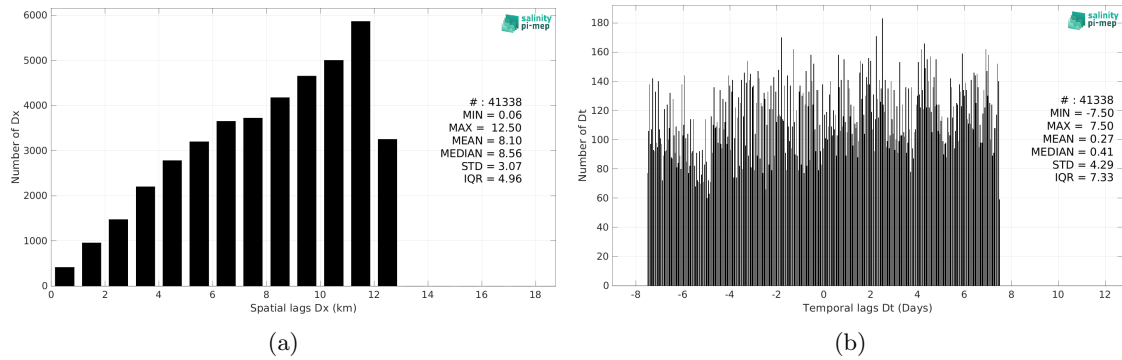 6000
5000
4000
3000
2000
1000
0
0 2 4 6 8 10 12 14 16 18
Number of Dx
Spatial lags Dx (km)
salinity
pi-mep
# : 41338
MIN = 0.06
MAX = 12.50
MEAN = 8.10
MEDIAN = 8.56
STD = 3.07
IQR = 4.96
(a)
180
160
140
120
100
80
60
40
20
0
-8 -6 -4 -2 0 2 4 6 8 10 12
Number of Dt
Temporal lags Dt (Days)
salinity
pi-mep
# : 41338
MIN = -7.50
MAX = 7.50
MEAN = 0.27
MEDIAN = 0.41
STD = 4.29
IQR = 7.33
(b)